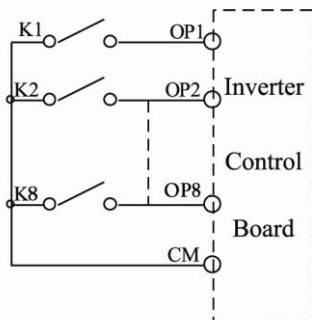 K1 OP1
K2 OP2 Inverter
Control
K8 OP8
Board
CM